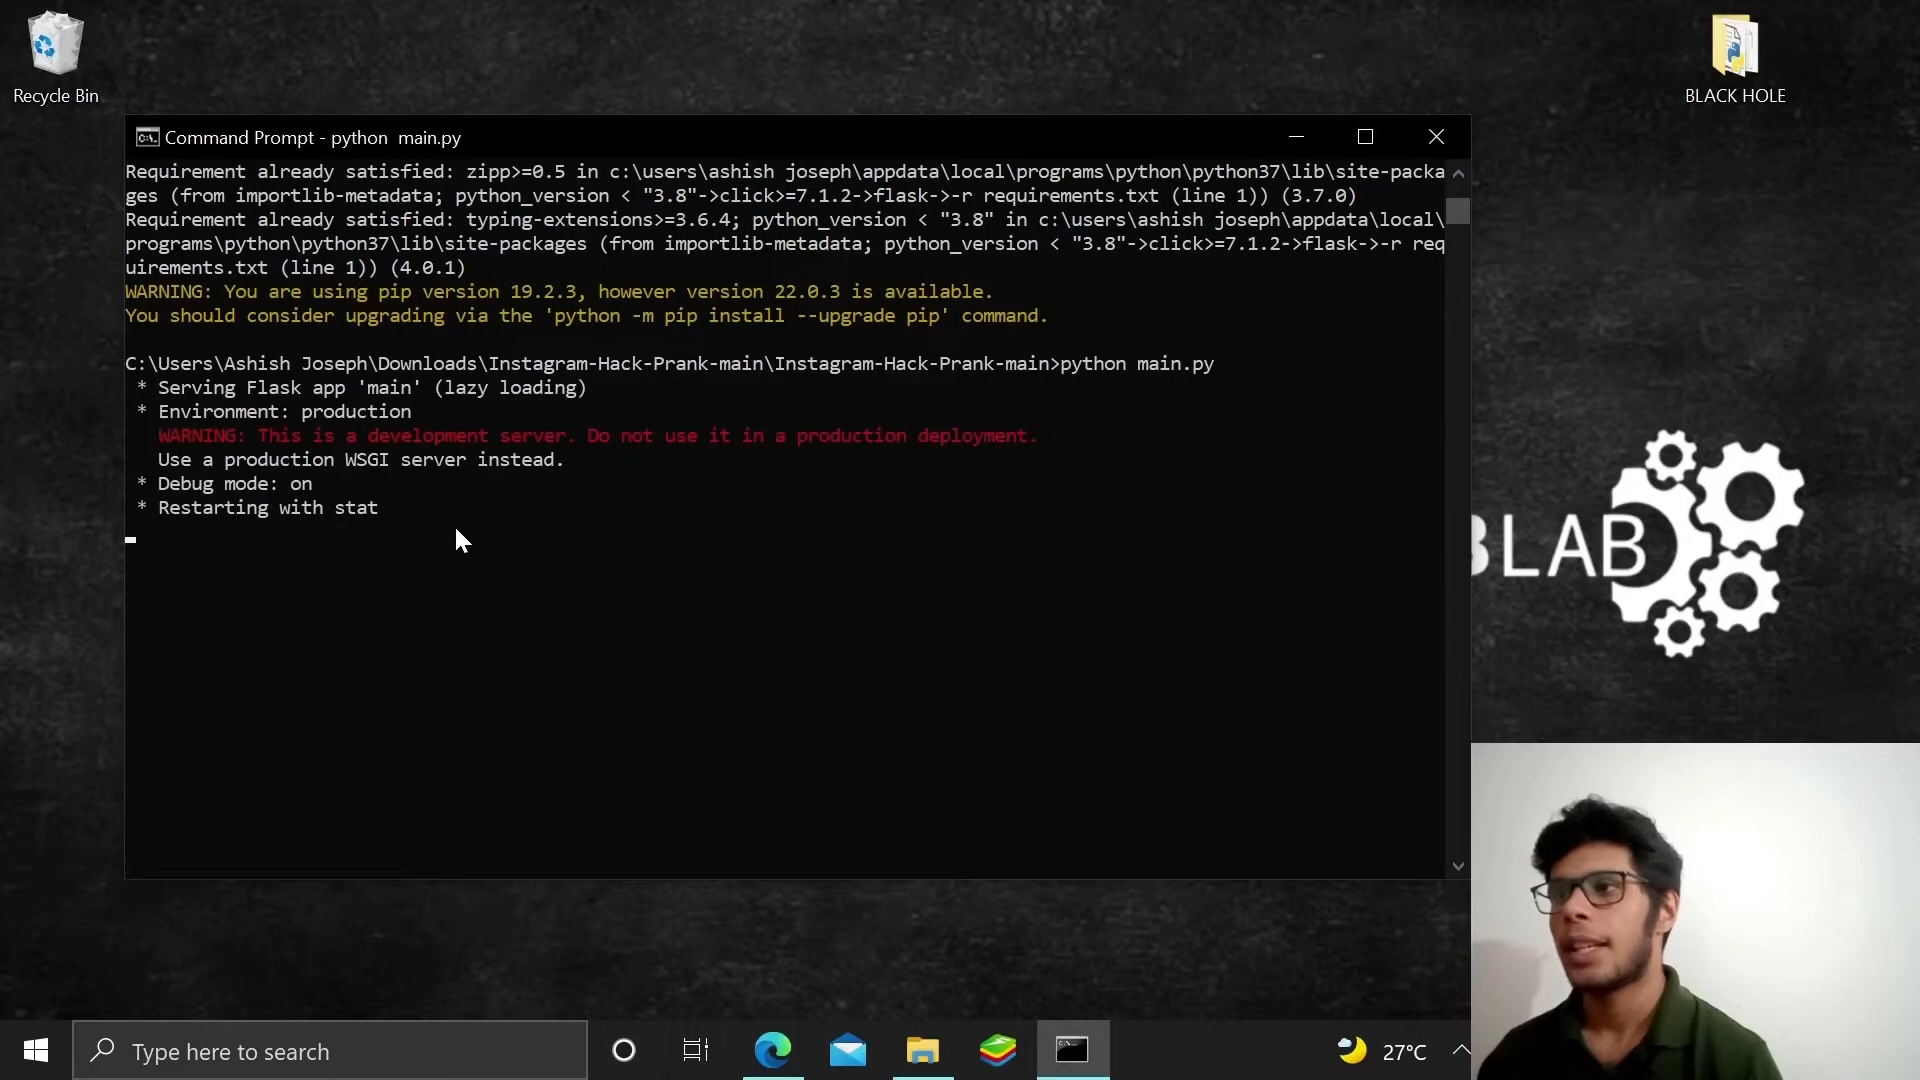 Recycle Bin
BLACK HOLE
Command Prompt - python  main.py
Requirement already satisfied: zipp>=0.5 in c:\users\ashish joseph\appdata\local\programs\python\python37\lib\site-packa
ges (from importlib-metadata; python_version < "3.8"->click>=7.1.2->flask->-r requirements.txt (line 1)) (3.7.0)
Requirement already satisfied: typing-extensions>=3.6.4; python_version < "3.8" in c:\users\ashish joseph\appdata\local\
programs\python\python37\lib\site-packages (from importlib-metadata; python_version < "3.8"->click>=7.1.2->flask->-r req
uirements.txt (line 1)) (4.0.1)
WARNING: You are using pip version 19.2.3, however version 22.0.3 is available.
You should consider upgrading via the 'python -m pip install --upgrade pip' command.
C:\Users\Ashish Joseph\Downloads\Instagram-Hack-Prank-main\Instagram-Hack-Prank-main>python main.py
* Serving Flask app 'main' (lazy loading)
* Environment: production
WARNING: This is a development server. Do not use it in a production deployment.
Use a production WSGI server instead.
* Debug mode: on
* Restarting with stat
BLAB
Type here to search
27°C